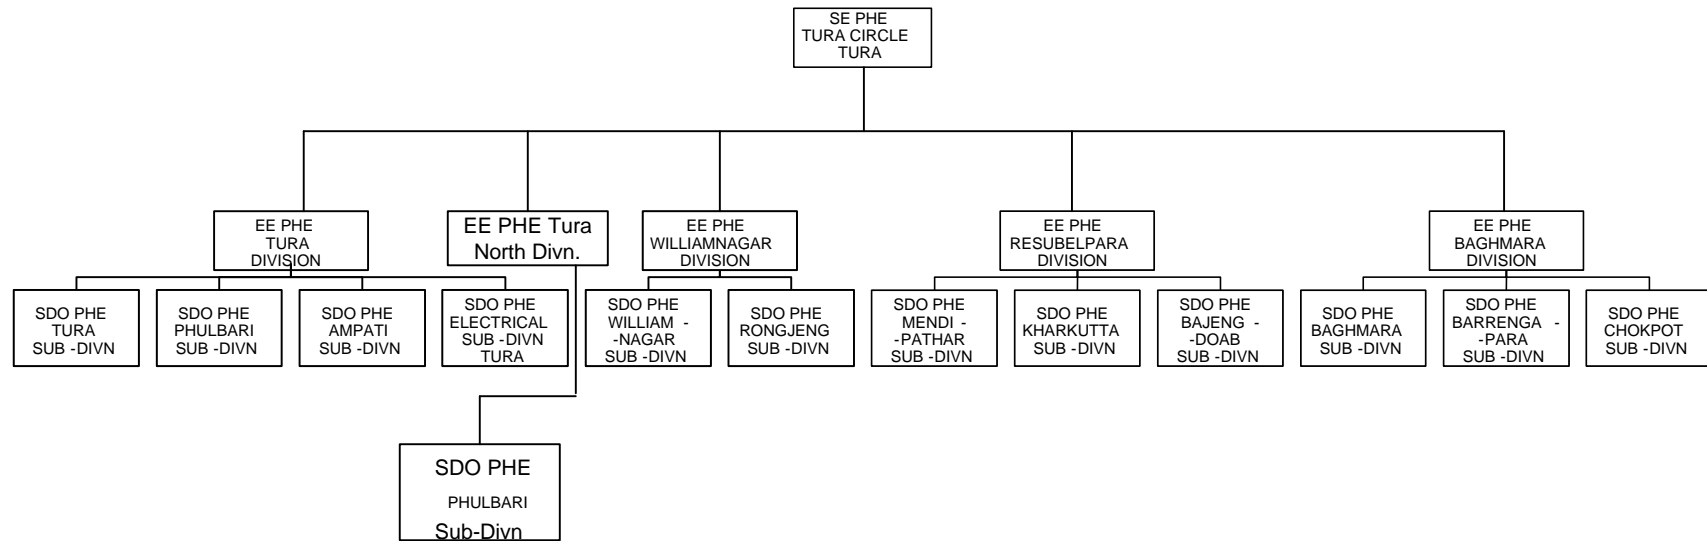 SE PHE
TURA CIRCLE
TURA
EE PHE
TURA
DIVISION
EE PHE Tura
North Divn.
EE PHE
WILLIAMNAGAR
DIVISION
EE PHE
RESUBELPARA
DIVISION
EE PHE
BAGHMARA
DIVISION
SDO PHE
TURA
SUB -DIVN
SDO PHE
PHULBARI
SUB -DIVN
SDO PHE
AMPATI
SUB -DIVN
SDO PHE
ELECTRICAL
SUB -DIVN
TURA
SDO PHE
WILLIAM -
-NAGAR
SUB -DIVN
SDO PHE
RONGJENG
SUB -DIVN
SDO PHE
MENDI -
-PATHAR
SUB -DIVN
SDO PHE
KHARKUTTA
SUB -DIVN
SDO PHE
BAJENG -
-DOAB
SUB -DIVN
SDO PHE
BAGHMARA
SUB -DIVN
SDO PHE
BARRENGA -
-PARA
SUB -DIVN
SDO PHE
CHOKPOT
SUB -DIVN
SDO PHE
PHULBARI
Sub-Divn